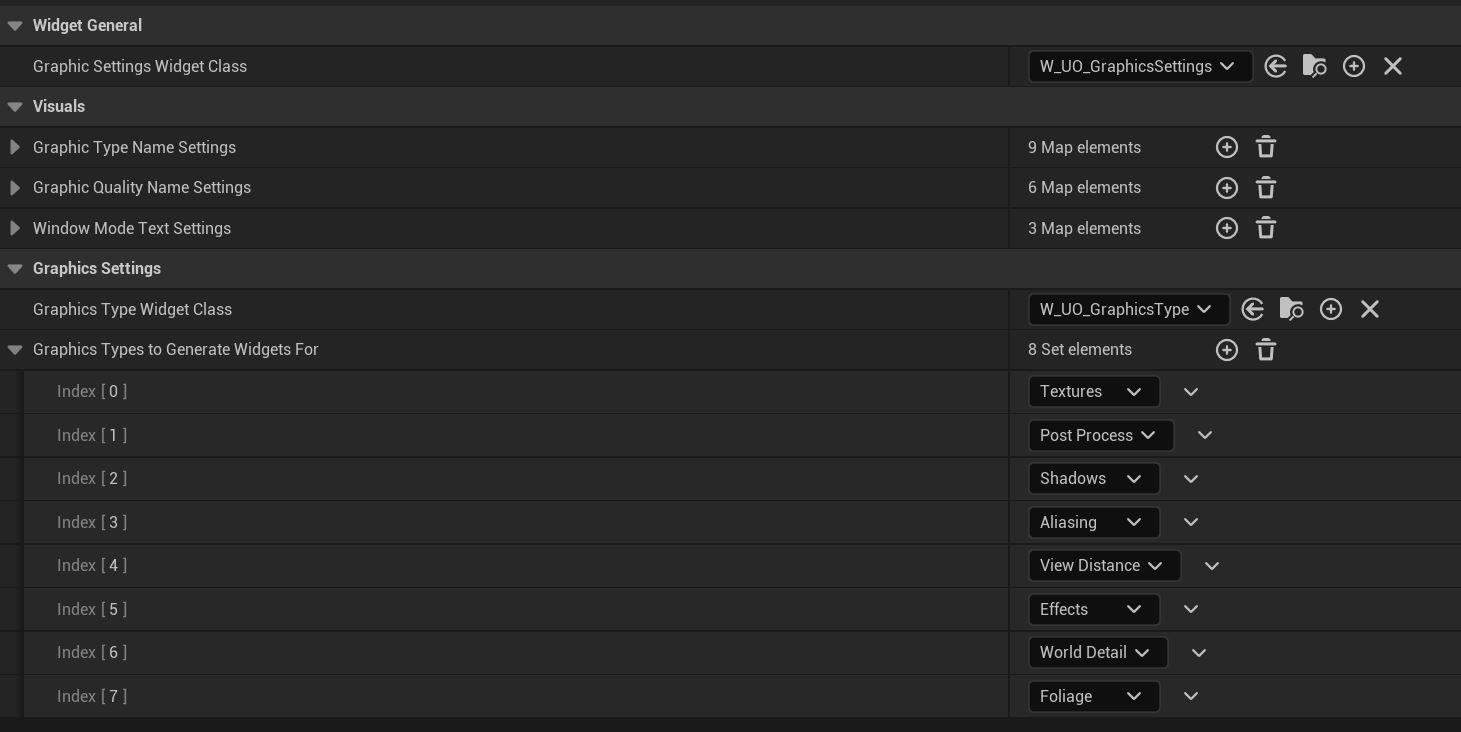 Widget General
Graphic Settings Widget Class W_UO_GraphicsSettings
Visuals
Graphic Type Name Settings 9 Map elements
Graphic Quality Name Settings 6 Map elements
Window Mode Text Settings 3 Map elements
Graphics Settings
Graphics Type Widget Class W_UO_GraphicsType
Graphics Types to Generate Widgets For 8 Set elements
Index [ 0 ] Textures
Index [ 1 ] Post Process
Index [ 2 ] Shadows
Index [ 3 ] Aliasing
Index [ 4 ] View Distance
Index [ 5 ] Effects
Index [ 6 ] World Detail
Index [ 7 ] Foliage